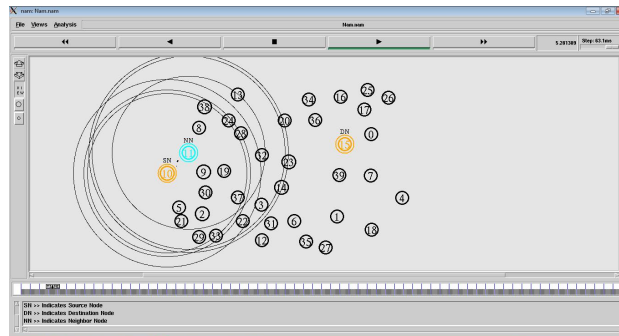 nam: Nam.nam
File Views Analysis Nam.nam
5.201389 Step: 63.1ms
13 34 16 25 26
38 17
24 20 36
8 28 DN 0
NN 15
11 32
SN 23
10 9 19 39 7
14
30 37 4
5 3
2 1
21 22 31 6
18
29 33 12 35 27
SN >> Indicates Source Node
DN >> Indicates Destination Node
NN >> Indicates Neighbor Node